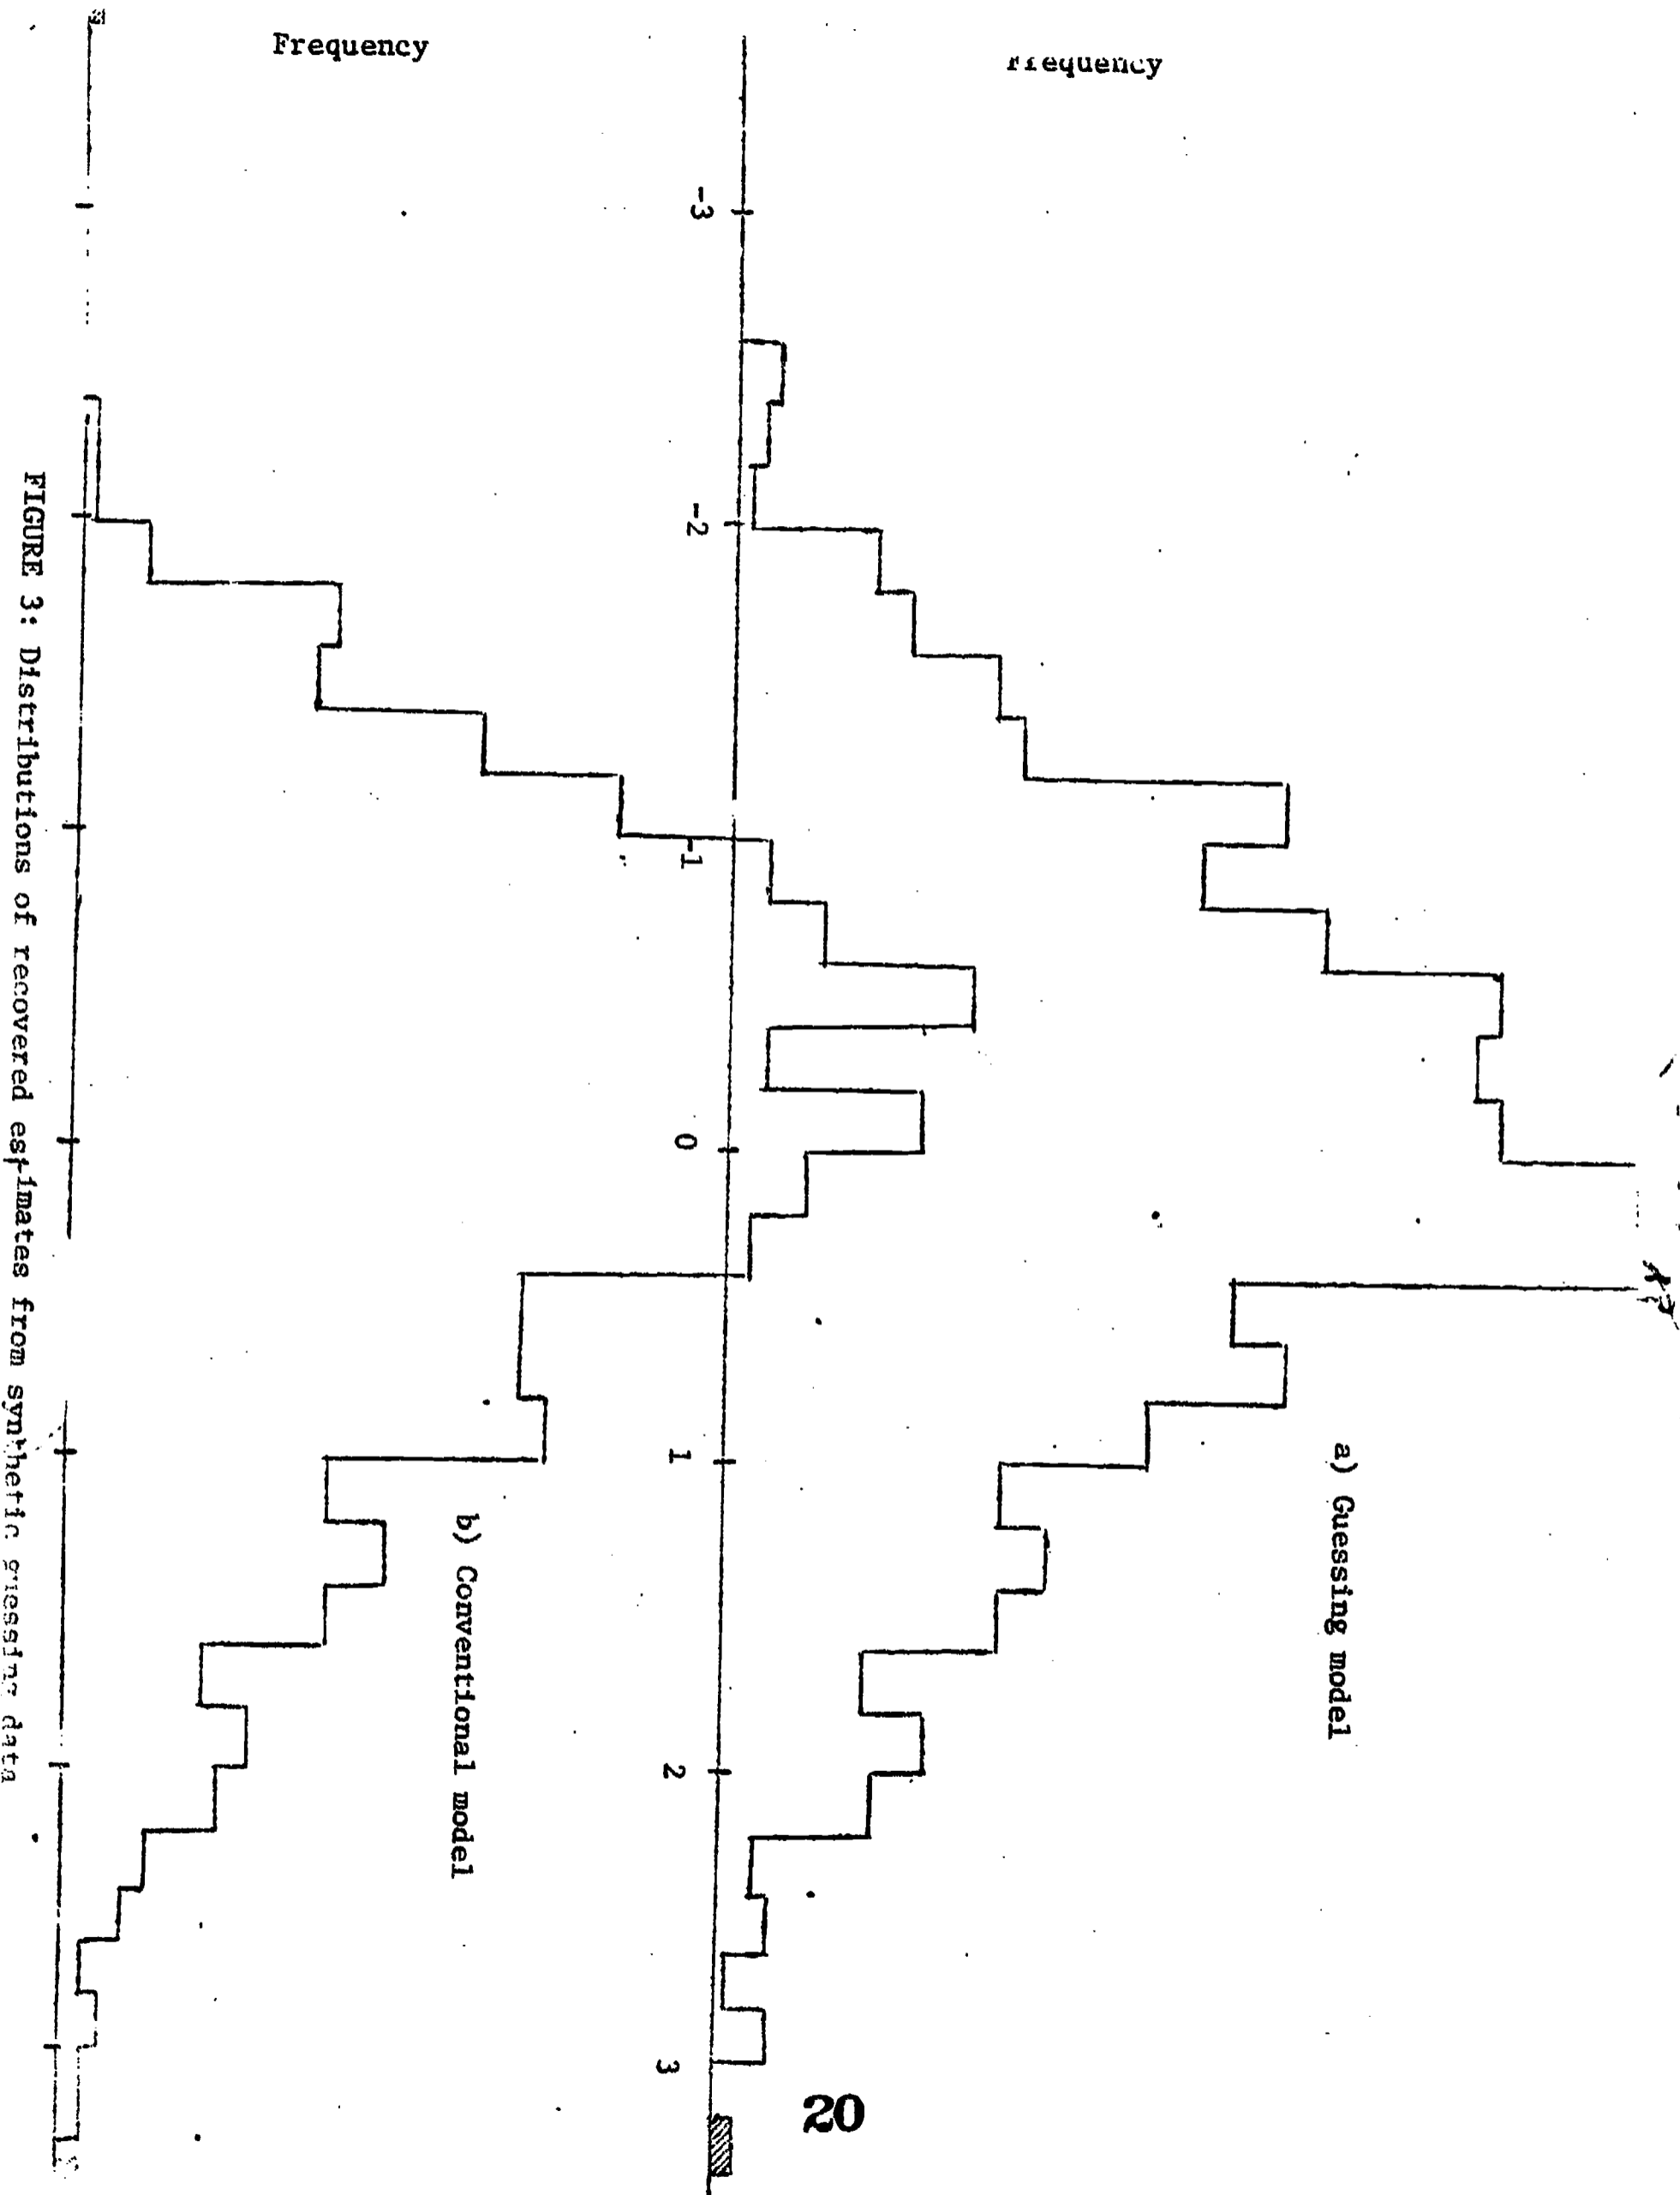 Frequency
a) Guessing model
-3
-2
-1
0
1
2
3
Frequency
b) Conventional model
FIGURE 3: Distributions of recovered estimates from synthetic guessing data
20